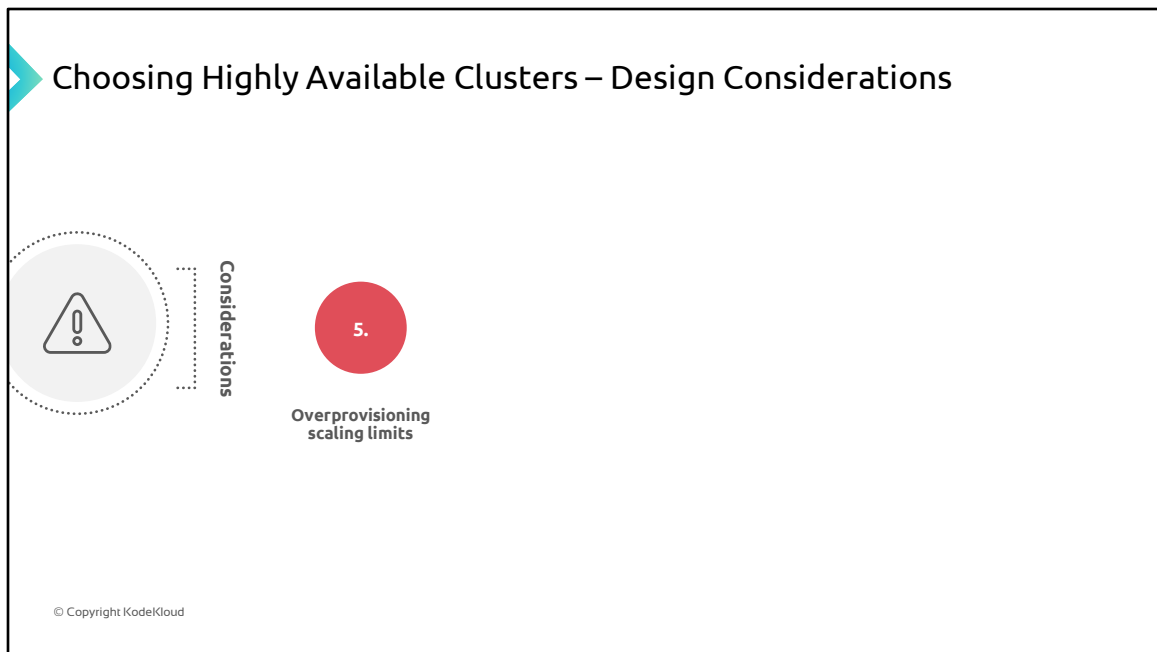 Choosing Highly Available Clusters – Design Considerations
Considerations
5.
Overprovisioning
scaling limits
© Copyright KodeKloud